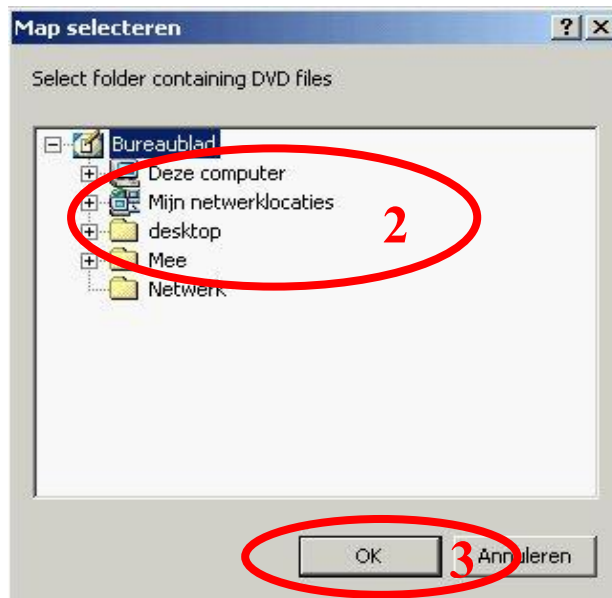 Map selecteren
Select folder containing DVD files
Bureaublad
Deze computer
Mijn netwerklocaties
desktop
2
Mee
Netwerk
OK
3
Annuleren